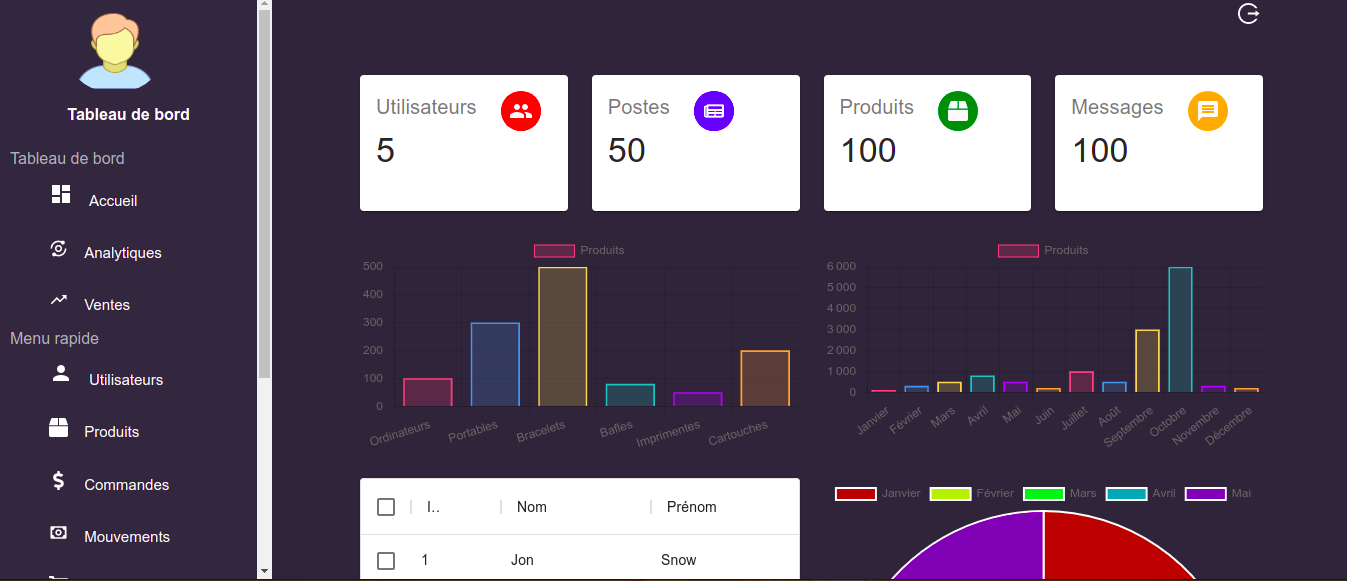 Tableau de bord
Tableau de bord
Accueil
Analytiques
Ventes
Menu rapide
Utilisateurs
Produits
Commandes
Mouvements
Utilisateurs
5
Postes
50
Produits
100
Messages
100
Produits
500
400
300
200
100
0
Ordinateurs Portables Bracelets Bafles Imprimentes Cartouches
Produits
6 000
5 000
4 000
3 000
2 000
1 000
0
Janvier Février Mars Avril Mai Juin Juillet Août Septembre Octobre Novembre Décembre
I.. Nom Prénom
1 Jon Snow
Janvier Février Mars Avril Mai